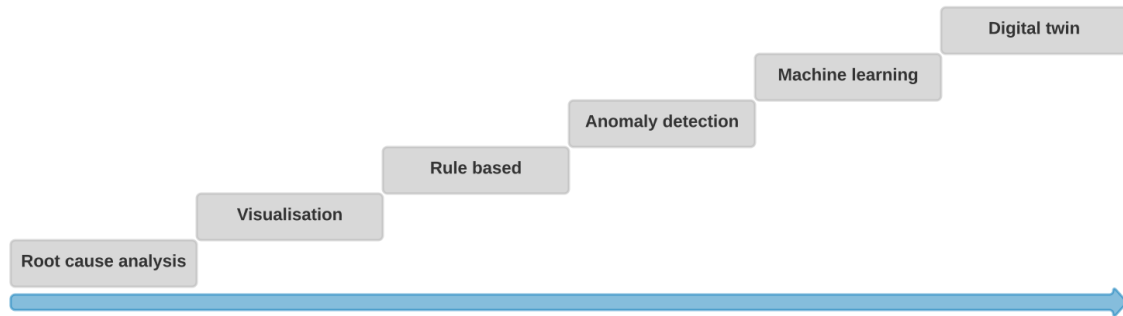 Digital twin
Machine learning
Anomaly detection
Rule based
Visualisation
Root cause analysis